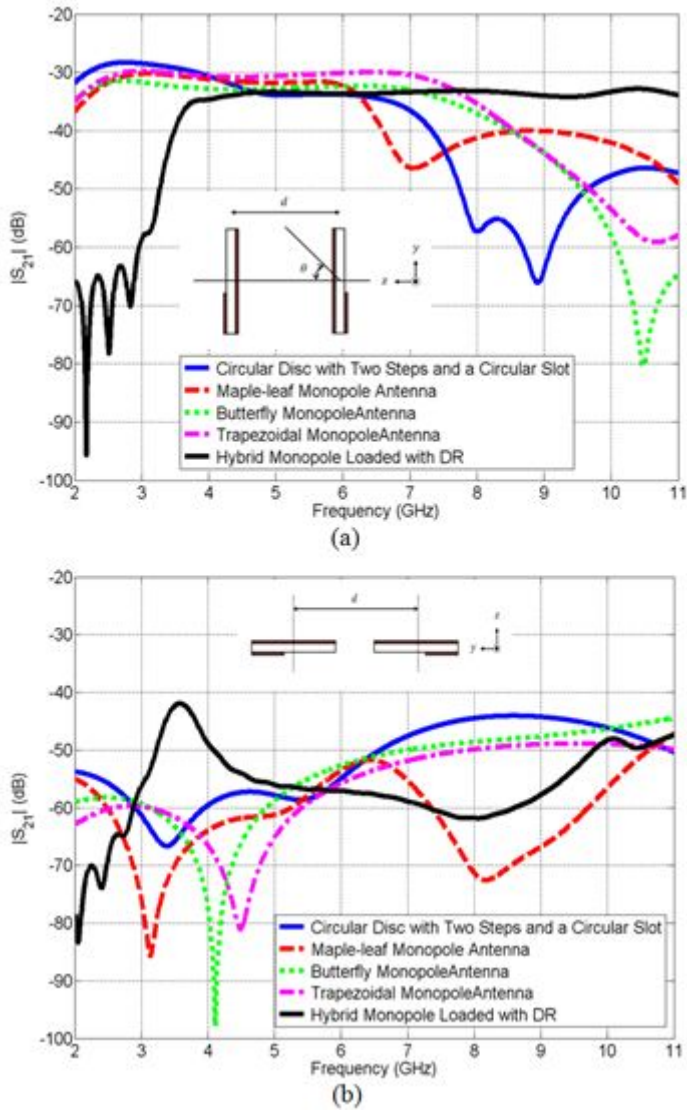 -20
-30
-40
-50
-60
-70
-80
-90
-100
|S21| (dB)
d
θ
y
z
Circular Disc with Two Steps and a Circular Slot
Maple-leaf Monopole Antenna
Butterfly MonopoleAntenna
Trapezoidal MonopoleAntenna
Hybrid Monopole Loaded with DR
2 3 4 5 6 7 8 9 10 11
Frequency (GHz)
(a)
-20
-30
-40
-50
-60
-70
-80
-90
-100
|S21| (dB)
d
y
Circular Disc with Two Steps and a Circular Slot
Maple-leaf Monopole Antenna
Butterfly MonopoleAntenna
Trapezoidal MonopoleAntenna
Hybrid Monopole Loaded with DR
2 3 4 5 6 7 8 9 10 11
Frequency (GHz)
(b)